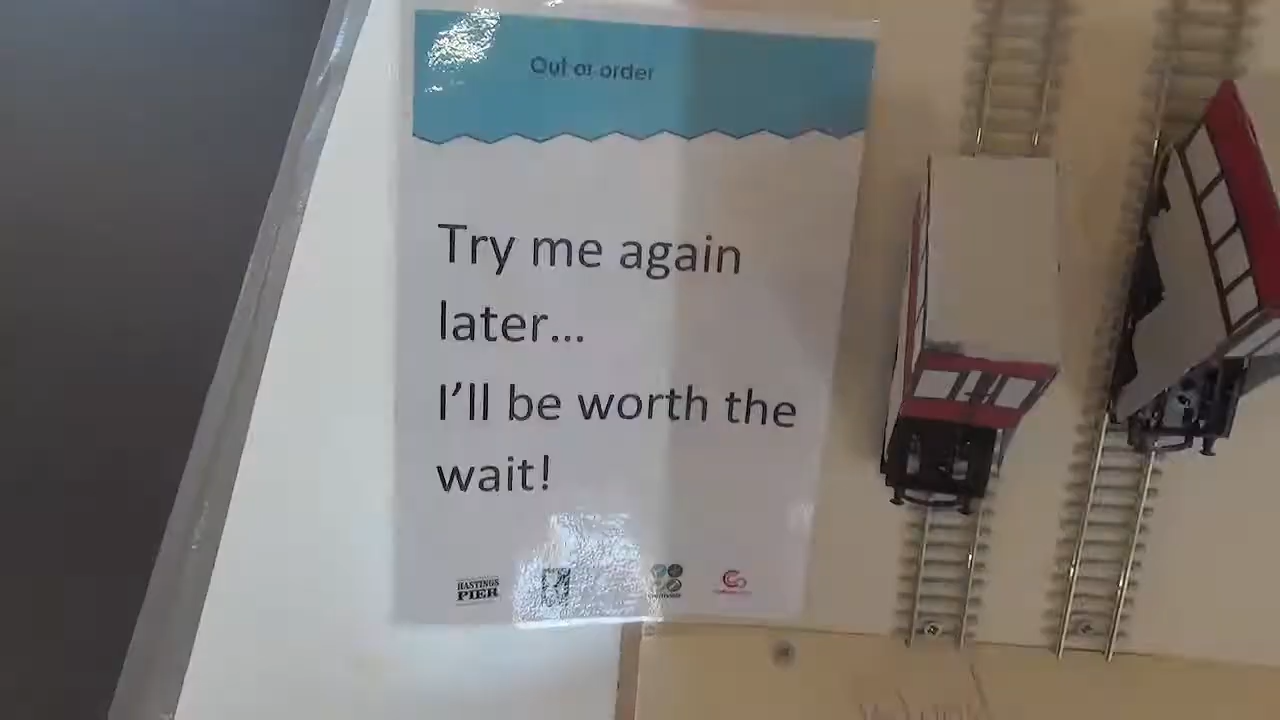 Out of order
Try me again
later...
I'll be worth the
wait!
HASTINGS
PIER